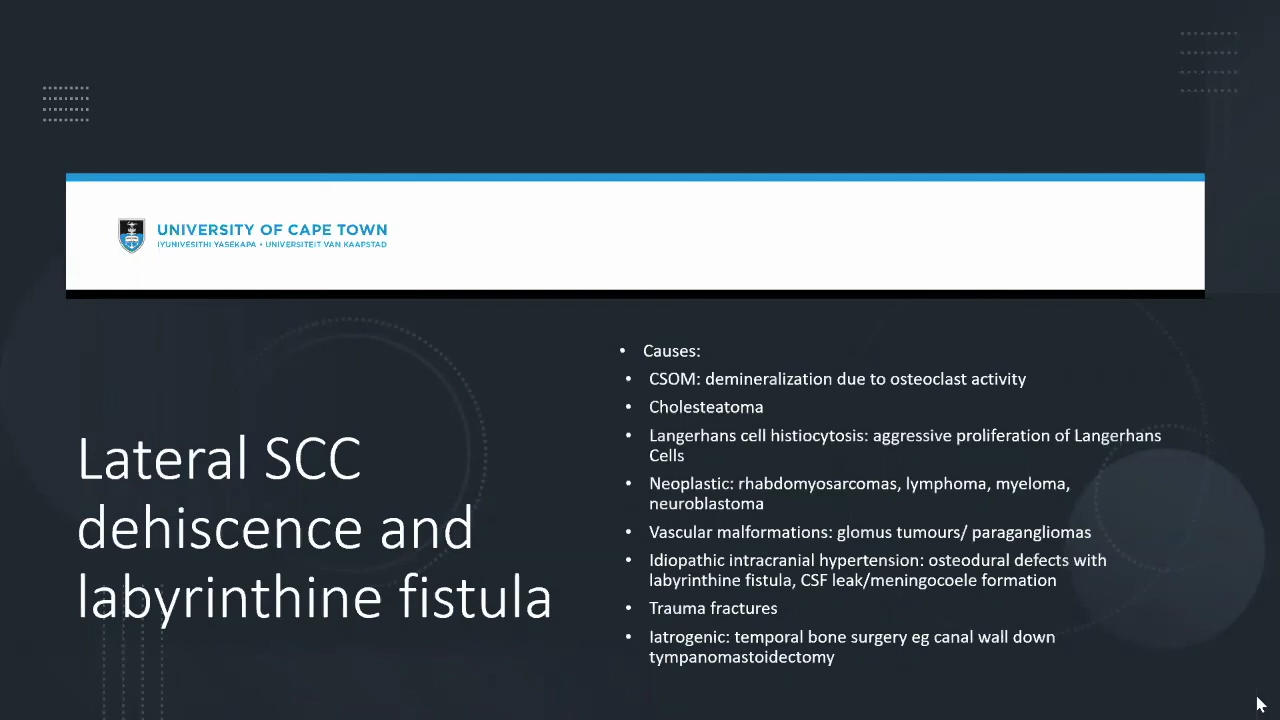 UNIVERSITY OF CAPE TOWN
IYUNIVESITHI YASEKAPA • UNIVERSITEIT VAN KAAPSTAD
Lateral SCC
dehiscence and
labyrinthine fistula
• Causes:
• CSOM: demineralization due to osteoclast activity
• Cholesteatoma
• Langerhans cell histiocytosis: aggressive proliferation of Langerhans
Cells
• Neoplastic: rhabdomyosarcomas, lymphoma, myeloma,
neuroblastoma
• Vascular malformations: glomus tumours/ paragangliomas
• Idiopathic intracranial hypertension: osteodural defects with
labyrinthine fistula, CSF leak/meningocoele formation
• Trauma fractures
• Iatrogenic: temporal bone surgery eg canal wall down
tympanomastoidectomy